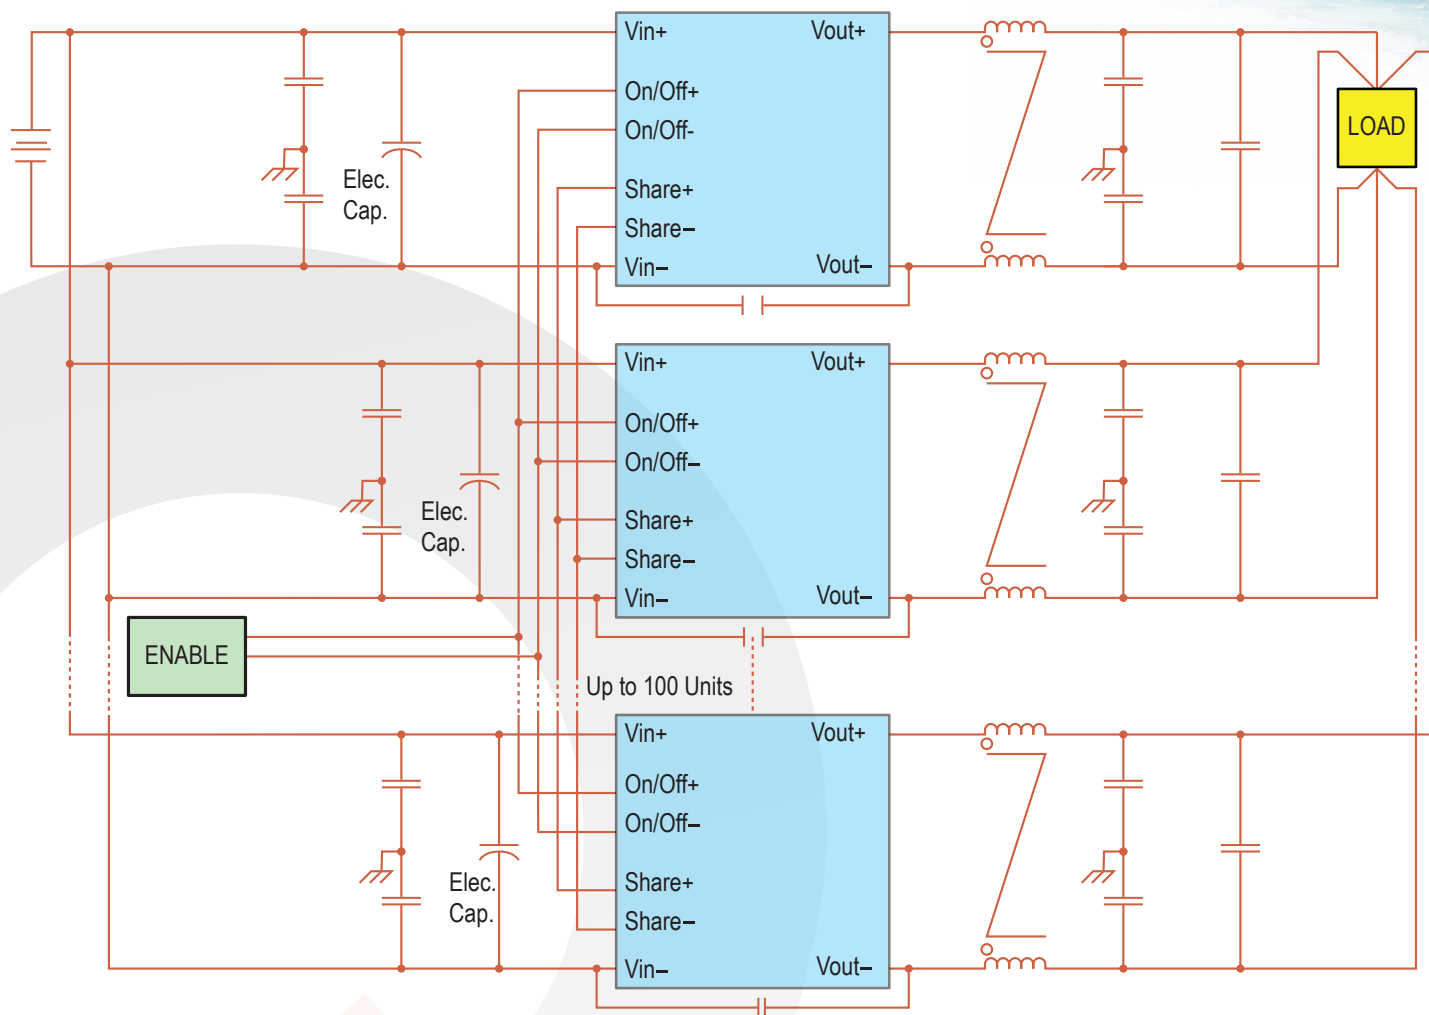 Vin+ Vout+
On/Off+
On/Off-
Share+
Share–
Vin– Vout–
Elec.
Cap.
LOAD
Vin+ Vout+
On/Off+
On/Off–
Share+
Share–
Vin– Vout–
Elec.
Cap.
ENABLE
Up to 100 Units
Vin+ Vout+
On/Off+
On/Off–
Share+
Share–
Vin– Vout–
Elec.
Cap.